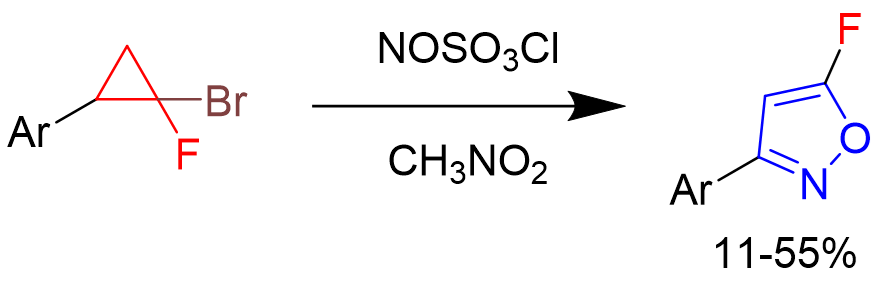 NOSO₃Cl
CH₃NO₂
Ar
Br
F
F
O
N
Ar
11-55%